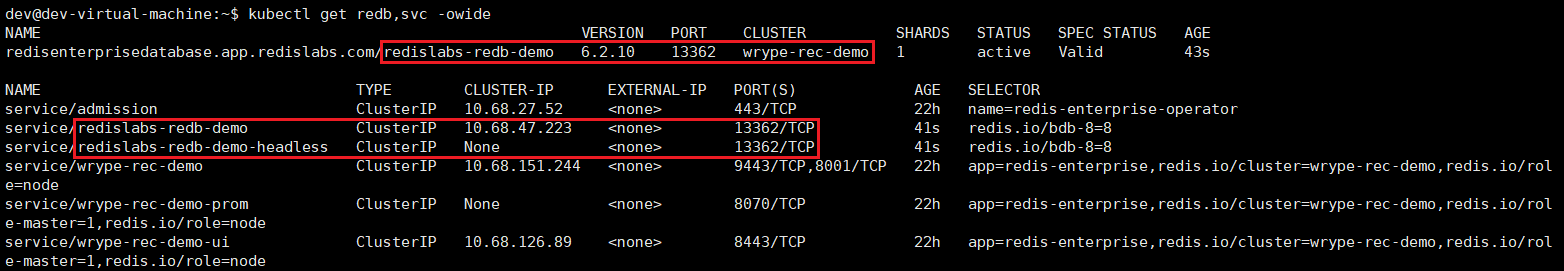 dev@dev-virtual-machine:~$ kubectl get redb,svc -owide
NAME VERSION PORT CLUSTER SHARDS STATUS SPEC STATUS AGE
redisenterprisedatabase.app.redislabs.com/redislabs-redb-demo 6.2.10 13362 wrype-rec-demo 1 active Valid 43s
NAME TYPE CLUSTER-IP EXTERNAL-IP PORT(S) AGE SELECTOR
service/admission ClusterIP 10.68.27.52 <none> 443/TCP 22h name=redis-enterprise-operator
service/redislabs-redb-demo ClusterIP 10.68.47.223 <none> 13362/TCP 41s redis.io/bdb-8=8
service/redislabs-redb-demo-headless ClusterIP None <none> 13362/TCP 41s redis.io/bdb-8=8
service/wrype-rec-demo ClusterIP 10.68.151.244 <none> 9443/TCP,8001/TCP 22h app=redis-enterprise,redis.io/cluster=wrype-rec-demo,redis.io/rol
e=node
service/wrype-rec-demo-prom ClusterIP None <none> 8070/TCP 22h app=redis-enterprise,redis.io/cluster=wrype-rec-demo,redis.io/rol
e-master=1,redis.io/role=node
service/wrype-rec-demo-ui ClusterIP 10.68.126.89 <none> 8443/TCP 22h app=redis-enterprise,redis.io/cluster=wrype-rec-demo,redis.io/rol
e-master=1,redis.io/role=node